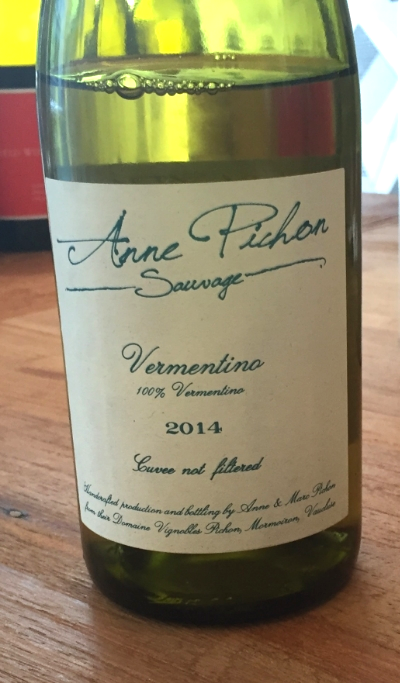 Anne Pichon
Sauvage
Vermentino
100% Vermentino
2014
Cuvee not filtered
Handcrafted production and bottling by Anne & Marc Pichon
from their Domaine Vignobles Pichon, Mormoiron, Vaucluse